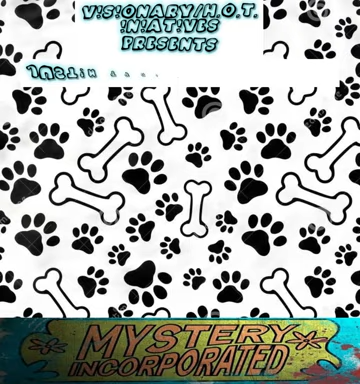 V!S!ONARY/H.O.T.
!N!AT!VES
PRESENTS
MYSTERY
INCORPORATED